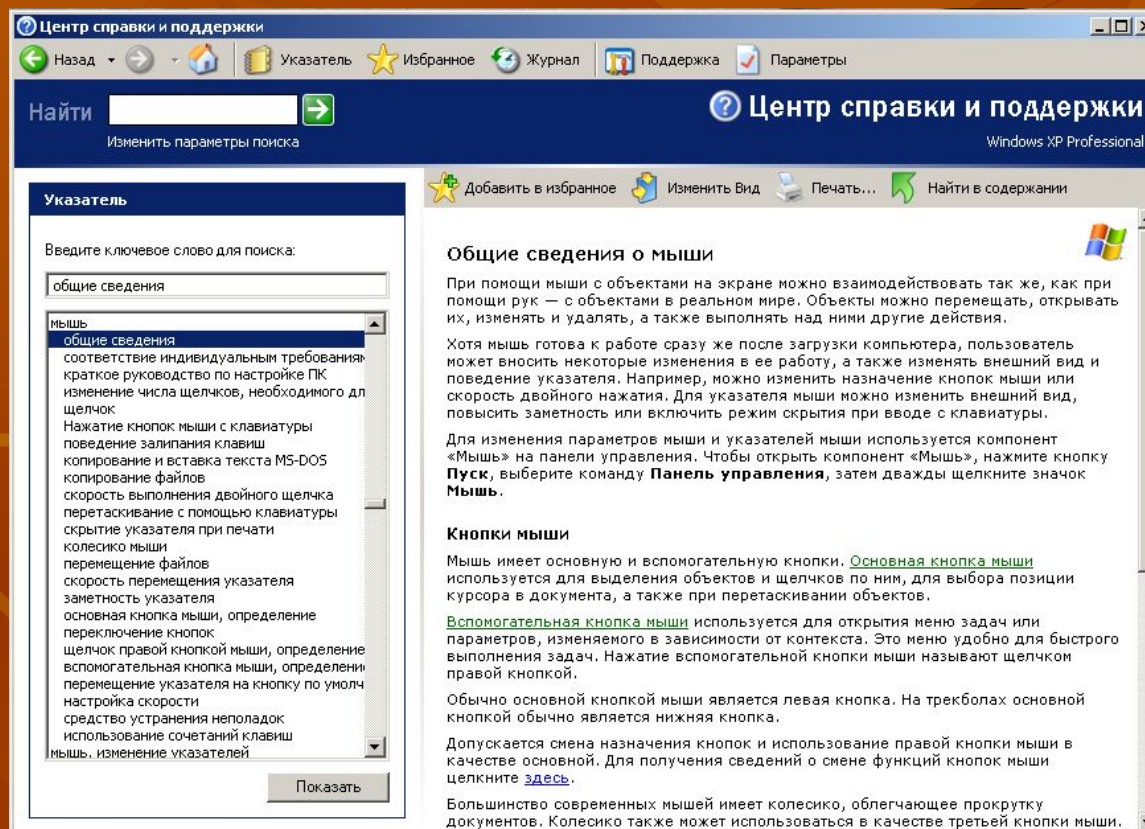 Центр справки и поддержки
Назад
Указатель
Избранное
Журнал
Поддержка
Параметры
Найти
Изменить параметры поиска
Центр справки и поддержки
Windows XP Professional
Указатель
Введите ключевое слово для поиска:
общие сведения
мышь
общие сведения
соответствие индивидуальным требованиям
краткое руководство по настройке ПК
изменение числа щелчков, необходимого дл
щелчок
Нажатие кнопок мыши с клавиатуры
поведение залипания клавиш
копирование и вставка текста MS-DOS
копирование файлов
скорость выполнения двойного щелчка
перетаскивание с помощью клавиатуры
скрытие указателя при печати
колесико мыши
перемещение файлов
скорость перемещения указателя
заметность указателя
основная кнопка мыши, определение
переключение кнопок
щелчок правой кнопкой мыши, определение
вспомогательная кнопка мыши, определени
перемещение указателя на кнопку по умолч
настройка скорости
средство устранения неполадок
использование сочетаний клавиш
мышь. изменение указателей
Показать
Добавить в избранное
Изменить Вид
Печать...
Найти в содержании
Общие сведения о мыши
При помощи мыши с объектами на экране можно взаимодействовать так же, как при
помощи рук — с объектами в реальном мире. Объекты можно перемещать, открывать
их, изменять и удалять, а также выполнять над ними другие действия.
Хотя мышь готова к работе сразу же после загрузки компьютера, пользователь
может вносить некоторые изменения в ее работу, а также изменять внешний вид и
поведение указателя. Например, можно изменить назначение кнопок мыши или
скорость двойного нажатия. Для указателя мыши можно изменить внешний вид,
повысить заметность или включить режим скрытия при вводе с клавиатуры.
Для изменения параметров мыши и указателей мыши используется компонент
«Мышь» на панели управления. Чтобы открыть компонент «Мышь», нажмите кнопку
Пуск, выберите команду Панель управления, затем дважды щелкните значок
Мышь.
Кнопки мыши
Мышь имеет основную и вспомогательную кнопки. Основная кнопка мыши
используется для выделения объектов и щелчков по ним, для выбора позиции
курсора в документа, а также при перетаскивании объектов.
Вспомогательная кнопка мыши используется для открытия меню задач или
параметров, изменяемого в зависимости от контекста. Это меню удобно для быстрого
выполнения задач. Нажатие вспомогательной кнопки мыши называют щелчком
правой кнопкой.
Обычно основной кнопкой мыши является левая кнопка. На трекболах основной
кнопкой обычно является нижняя кнопка.
Допускается смена назначения кнопок и использование правой кнопки мыши в
качестве основной. Для получения сведений о смене функций кнопок мыши
целкните здесь.
Большинство современных мышей имеет колесико, облегчающее прокрутку
документов. Колесико также может использоваться в качестве третьей кнопки мыши.